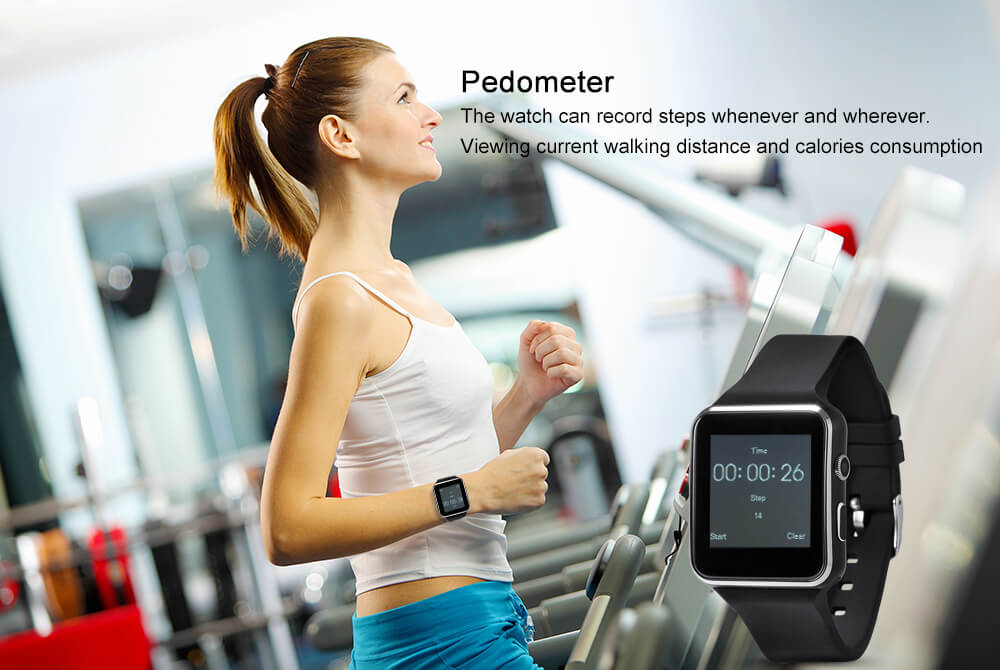 Pedometer
The watch can record steps whenever and wherever.
Viewing current walking distance and calories consumption
Time
00:00:26
Step
14
Start Clear